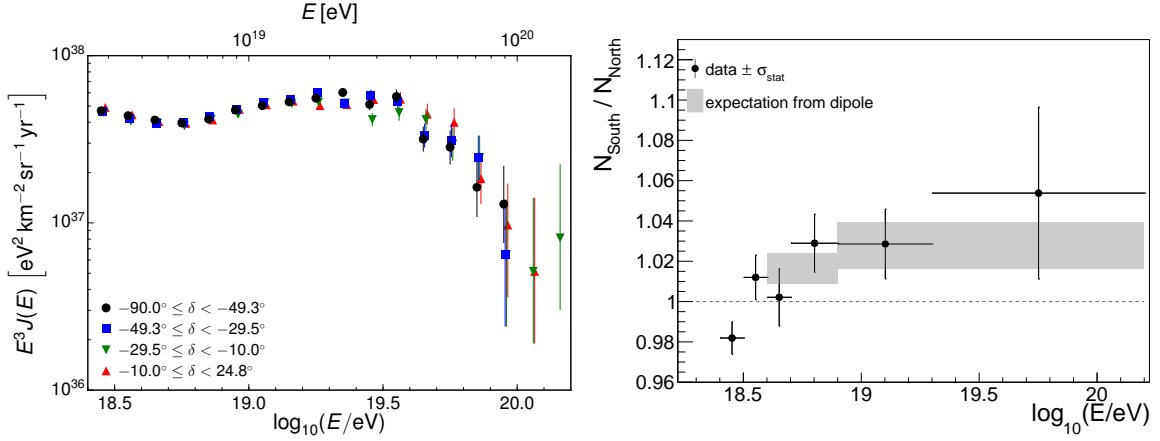 E [eV]
10^19 10^20
10^38
10^37
10^36
E^3 J(E) [eV^2 km^−2 sr^−1 yr^−1]
−90.0° ≤ δ < −49.3°
−49.3° ≤ δ < −29.5°
−29.5° ≤ δ < −10.0°
−10.0° ≤ δ < 24.8°
18.5 19.0 19.5 20.0
log_10(E/eV)
N_South / N_North
1.12
1.1
1.08
1.06
1.04
1.02
1
0.98
0.96
data ± σ_stat
expectation from dipole
18.5 19 19.5 20
log_10(E/eV)